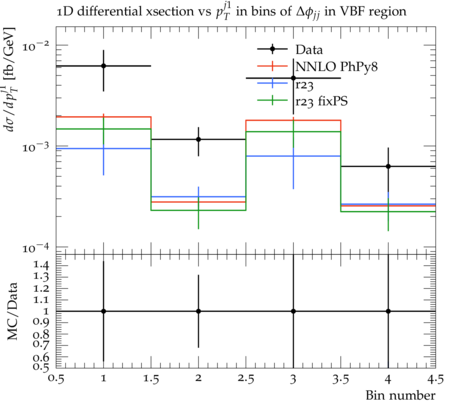 1D differential xsection vs p_T^{j1} in bins of Δϕ_{jj} in VBF region
dσ/dp_T^{j1} [fb/GeV]
10⁻²
10⁻³
10⁻⁴
Data
NNLO PhPy8
r23
r23 fixPS
MC/Data
1.4
1.3
1.2
1.1
1
0.9
0.8
0.7
0.6
0.5
0.5 1 1.5 2 2.5 3 3.5 4 4.5
Bin number